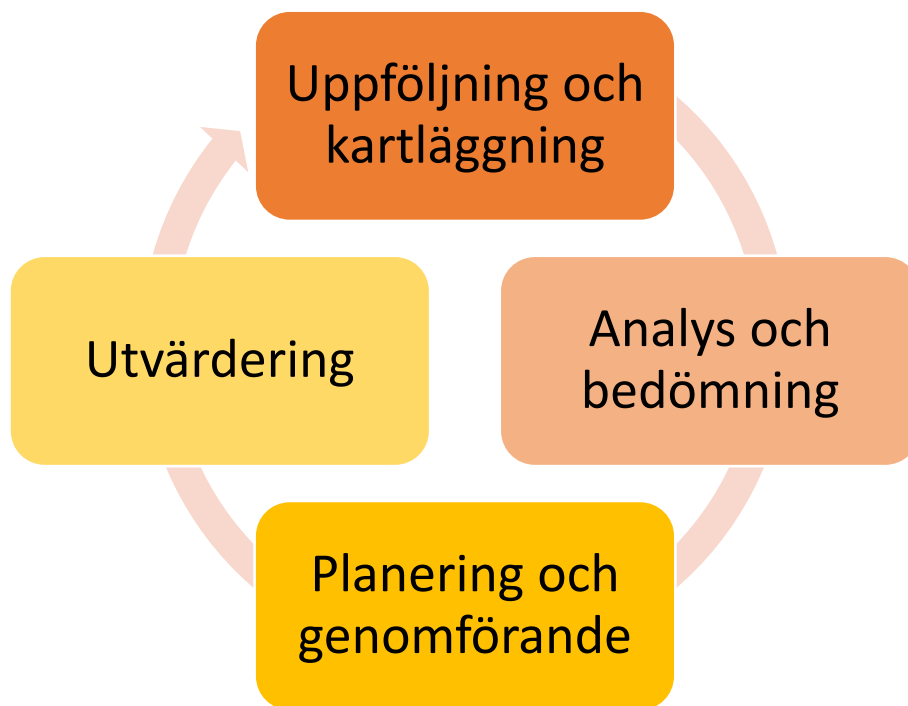 Uppföljning och
kartläggning
Analys och
bedömning
Planering och
genomförande
Utvärdering